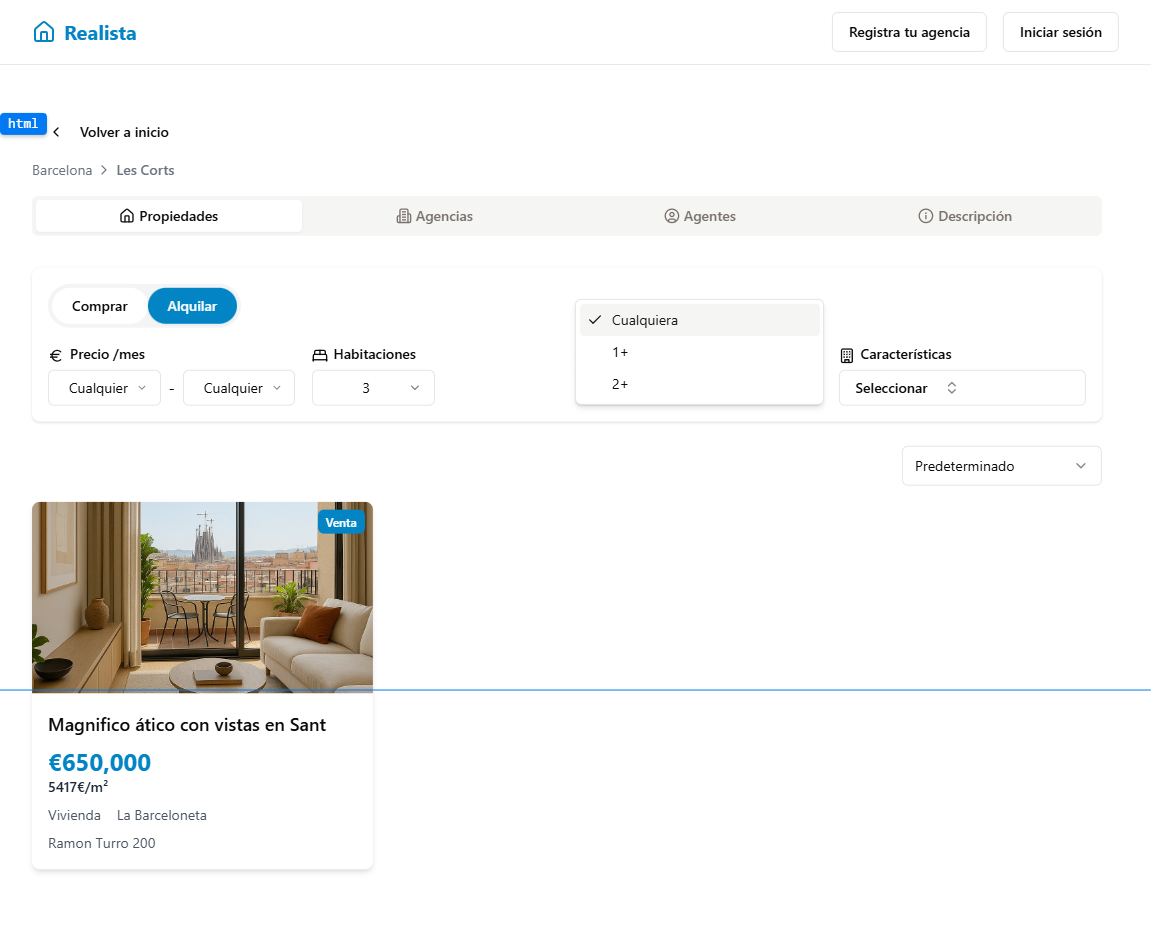 Realista
Registra tu agencia
Iniciar sesión
html
Volver a inicio
Barcelona > Les Corts
Propiedades
Agencias
Agentes
Descripción
Comprar
Alquilar
Precio /mes
Habitaciones
Características
Cualquier - Cualquier
3
Cualquiera
1+
2+
Seleccionar
Predeterminado
Venta
Magnifico ático con vistas en Sant
€650,000
5417€/m²
Vivienda La Barceloneta
Ramon Turro 200